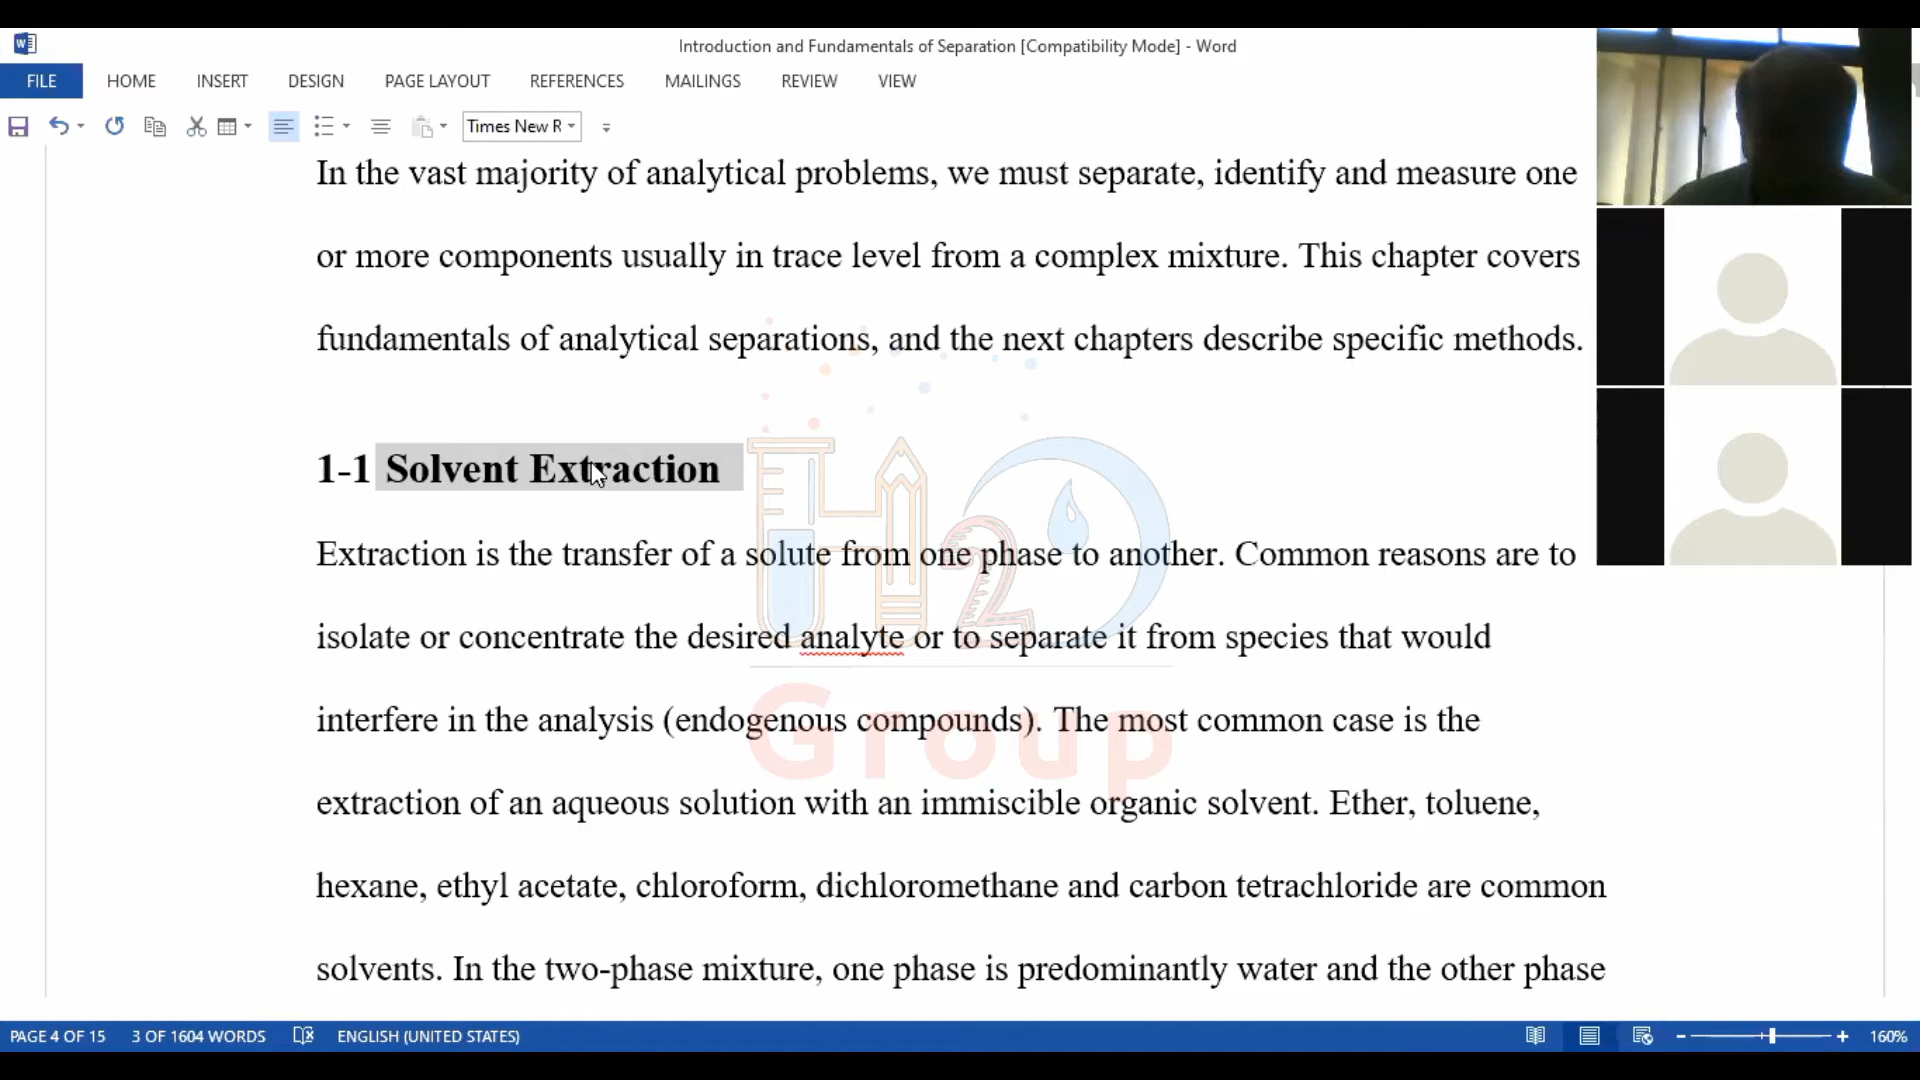 Introduction and Fundamentals of Separation [Compatibility Mode] - Word
FILE HOME INSERT DESIGN PAGE LAYOUT REFERENCES MAILINGS REVIEW VIEW
Times New R
In the vast majority of analytical problems, we must separate, identify and measure one
or more components usually in trace level from a complex mixture. This chapter covers
fundamentals of analytical separations, and the next chapters describe specific methods.
1-1 Solvent Extraction
Extraction is the transfer of a solute from one phase to another. Common reasons are to
isolate or concentrate the desired analyte or to separate it from species that would
interfere in the analysis (endogenous compounds). The most common case is the
extraction of an aqueous solution with an immiscible organic solvent. Ether, toluene,
hexane, ethyl acetate, chloroform, dichloromethane and carbon tetrachloride are common
solvents. In the two-phase mixture, one phase is predominantly water and the other phase
H2O
Group
PAGE 4 OF 15 3 OF 1604 WORDS ENGLISH (UNITED STATES) 160%